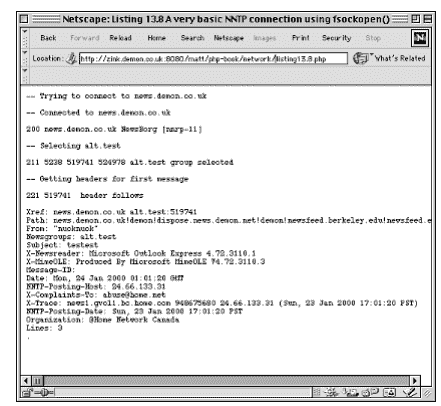 Netscape: Listing 13.8 A very basic NNTP connection using fsockopen()
Back Forward Reload Home Search Netscape Images Print Security Stop
N
Location: http://zink.demon.co.uk:8080/matt/php-book/network/listing13.8.php What's Related
-- Trying to connect to news.demon.co.uk
-- Connected to news.demon.co.uk
200 news.demon.co.uk NewsBorg [nnrp-11]
-- Selecting alt.test
211 5238 519741 524978 alt.test group selected
-- Getting headers for first message
221 519741 header follows
Xref: news.demon.co.uk alt.test:519741
Path: news.demon.co.uk!demon!dispose.news.demon.net!demon!newsfeed.berkeley.edu!newsfeed.e
From: "nuoknuok"
Newsgroups: alt.test
Subject: testest
X-Newsreader: Microsoft Outlook Express 4.72.3110.1
X-MimeOLE: Produced By Microsoft MimeOLE V4.72.3110.3
Message-ID:
Date: Mon, 24 Jan 2000 01:01:20 GMT
NNTP-Posting-Host: 24.66.133.31
X-Complaints-To: abuse@home.net
X-Trace: news1.gvcl1.bc.home.com 948675680 24.66.133.31 (Sun, 23 Jan 2000 17:01:20 PST)
NNTP-Posting-Date: Sun, 23 Jan 2000 17:01:20 PST
Organization: @Home Network Canada
Lines: 3
.